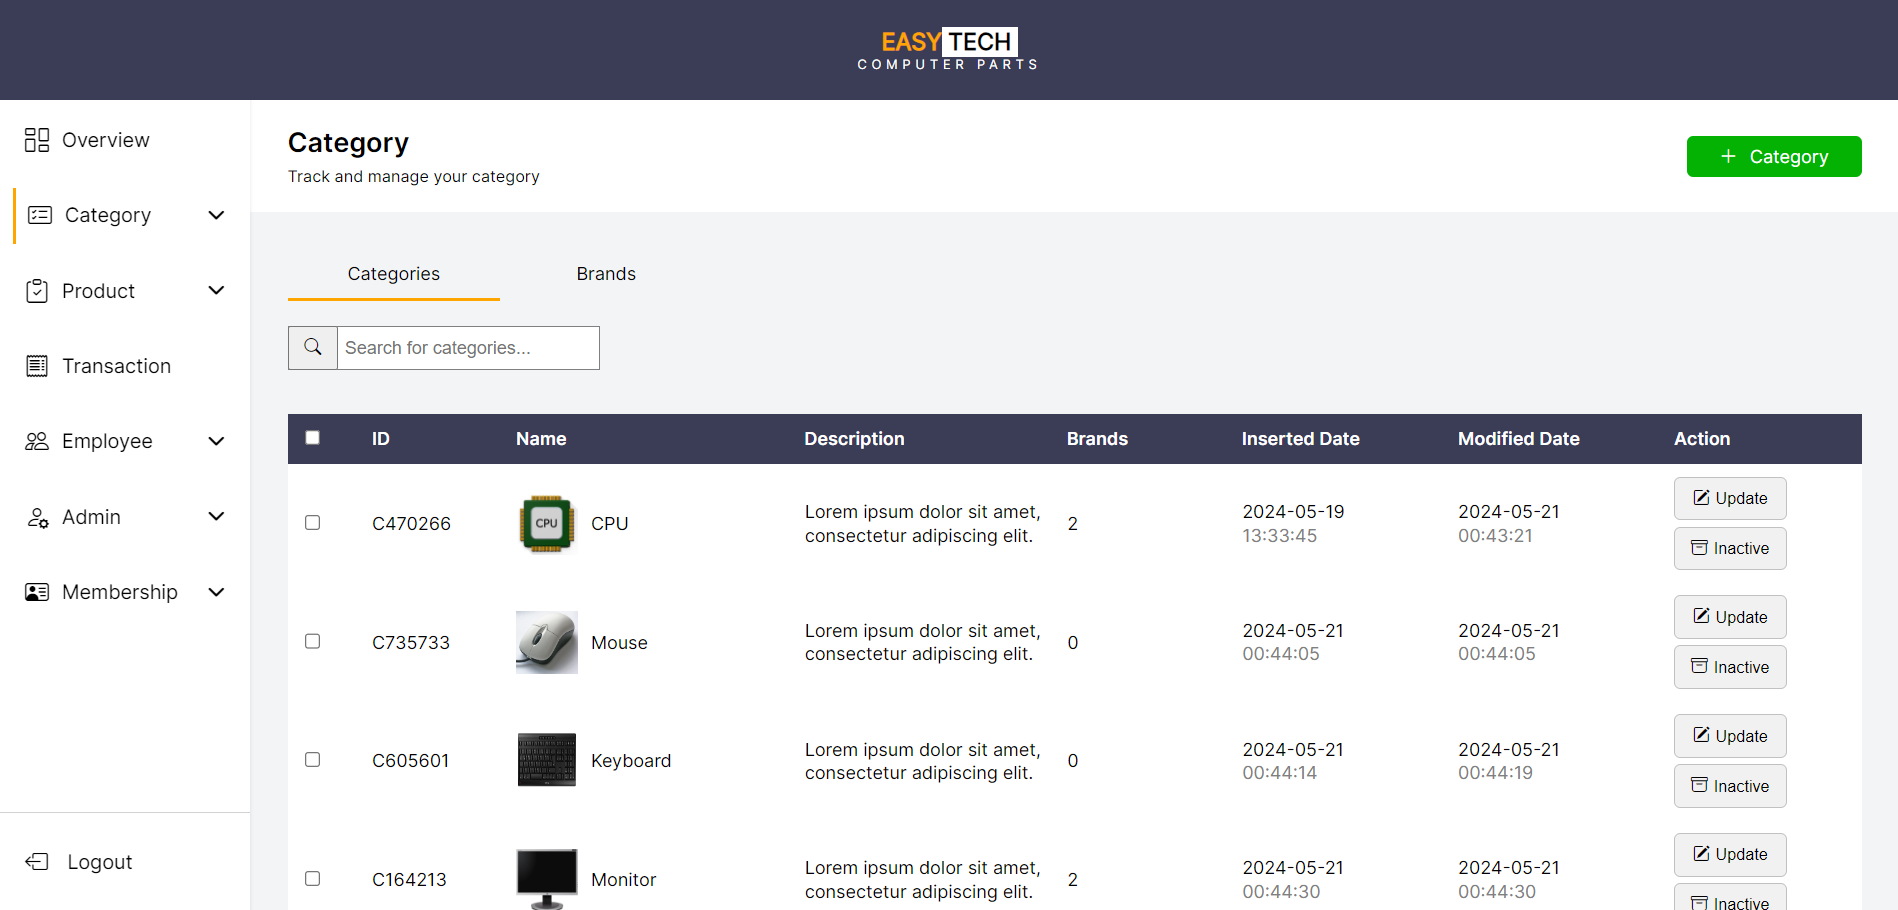 EASY TECH
COMPUTER PARTS
Overview
Category
Product
Transaction
Employee
Admin
Membership
Logout
Category
Track and manage your category
+ Category
Categories Brands
Search for categories...
ID Name Description Brands Inserted Date Modified Date Action
C470266 CPU CPU Lorem ipsum dolor sit amet, 2 2024-05-19 2024-05-21 Update
consectetur adipiscing elit. 13:33:45 00:43:21 Inactive
C735733 Mouse Lorem ipsum dolor sit amet, 0 2024-05-21 2024-05-21 Update
consectetur adipiscing elit. 00:44:05 00:44:05 Inactive
C605601 Keyboard Lorem ipsum dolor sit amet, 0 2024-05-21 2024-05-21 Update
consectetur adipiscing elit. 00:44:14 00:44:19 Inactive
C164213 Monitor Lorem ipsum dolor sit amet, 2 2024-05-21 2024-05-21 Update
consectetur adipiscing elit. 00:44:30 00:44:30 Inactive